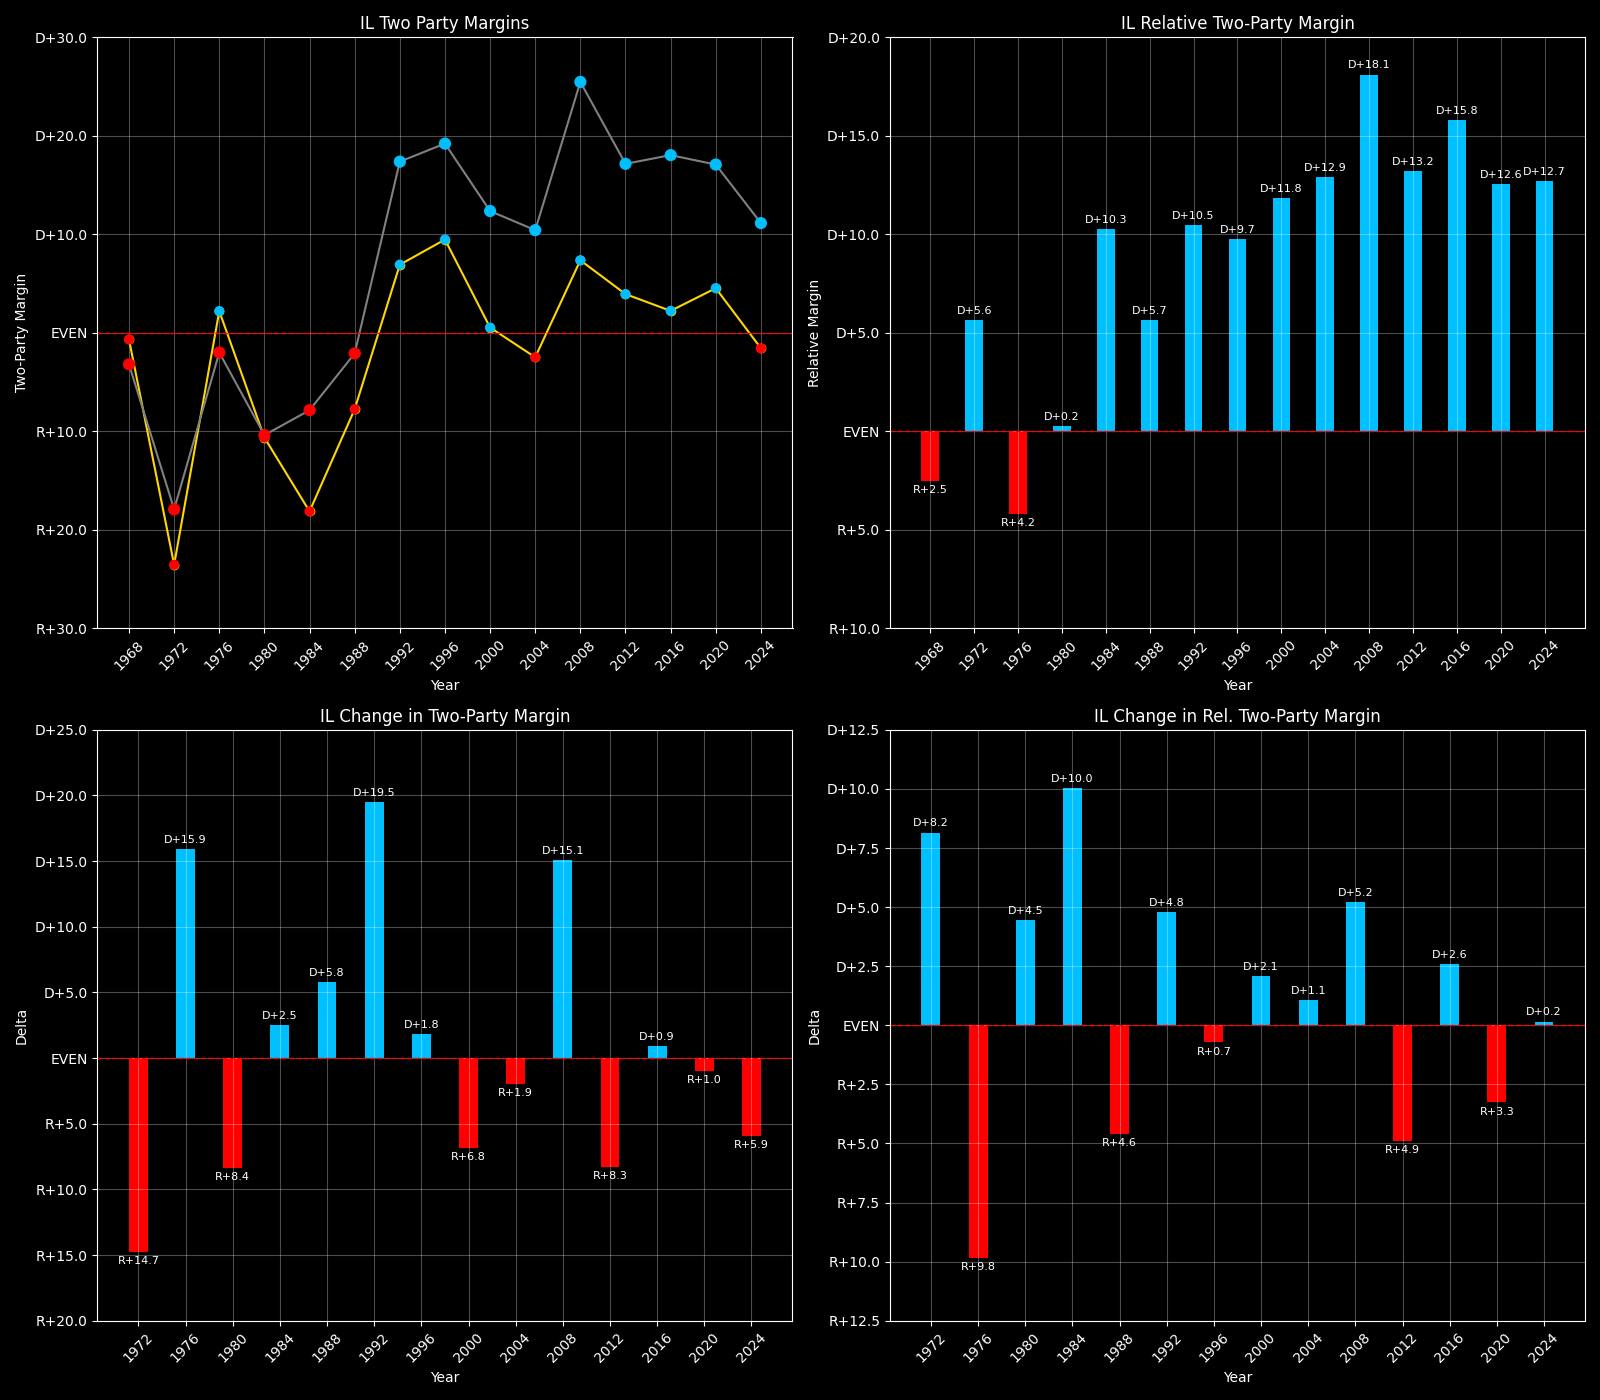 IL Two Party Margins
D+30.0
D+20.0
D+10.0
EVEN
R+10.0
R+20.0
R+30.0
Two-Party Margin
1968
1972
1976
1980
1984
1988
1992
1996
2000
2004
2008
2012
2016
2020
2024
Year
IL Relative Two-Party Margin
D+20.0
D+15.0
D+10.0
D+5.0
EVEN
R+5.0
R+10.0
Relative Margin
R+2.5
D+5.6
R+4.2
D+0.2
D+10.3
D+5.7
D+10.5
D+9.7
D+11.8
D+12.9
D+18.1
D+13.2
D+15.8
D+12.6
D+12.7
1968
1972
1976
1980
1984
1988
1992
1996
2000
2004
2008
2012
2016
2020
2024
Year
IL Change in Two-Party Margin
D+25.0
D+20.0
D+15.0
D+10.0
D+5.0
EVEN
R+5.0
R+10.0
R+15.0
R+20.0
Delta
R+14.7
D+15.9
R+8.4
D+2.5
D+5.8
D+19.5
D+1.8
R+6.8
R+1.9
D+15.1
R+8.3
D+0.9
R+1.0
R+5.9
1972
1976
1980
1984
1988
1992
1996
2000
2004
2008
2012
2016
2020
2024
Year
IL Change in Rel. Two-Party Margin
D+12.5
D+10.0
D+7.5
D+5.0
D+2.5
EVEN
R+2.5
R+5.0
R+7.5
R+10.0
R+12.5
Delta
D+8.2
R+9.8
D+4.5
D+10.0
R+4.6
D+4.8
R+0.7
D+2.1
D+1.1
D+5.2
R+4.9
D+2.6
R+3.3
D+0.2
1972
1976
1980
1984
1988
1992
1996
2000
2004
2008
2012
2016
2020
2024
Year